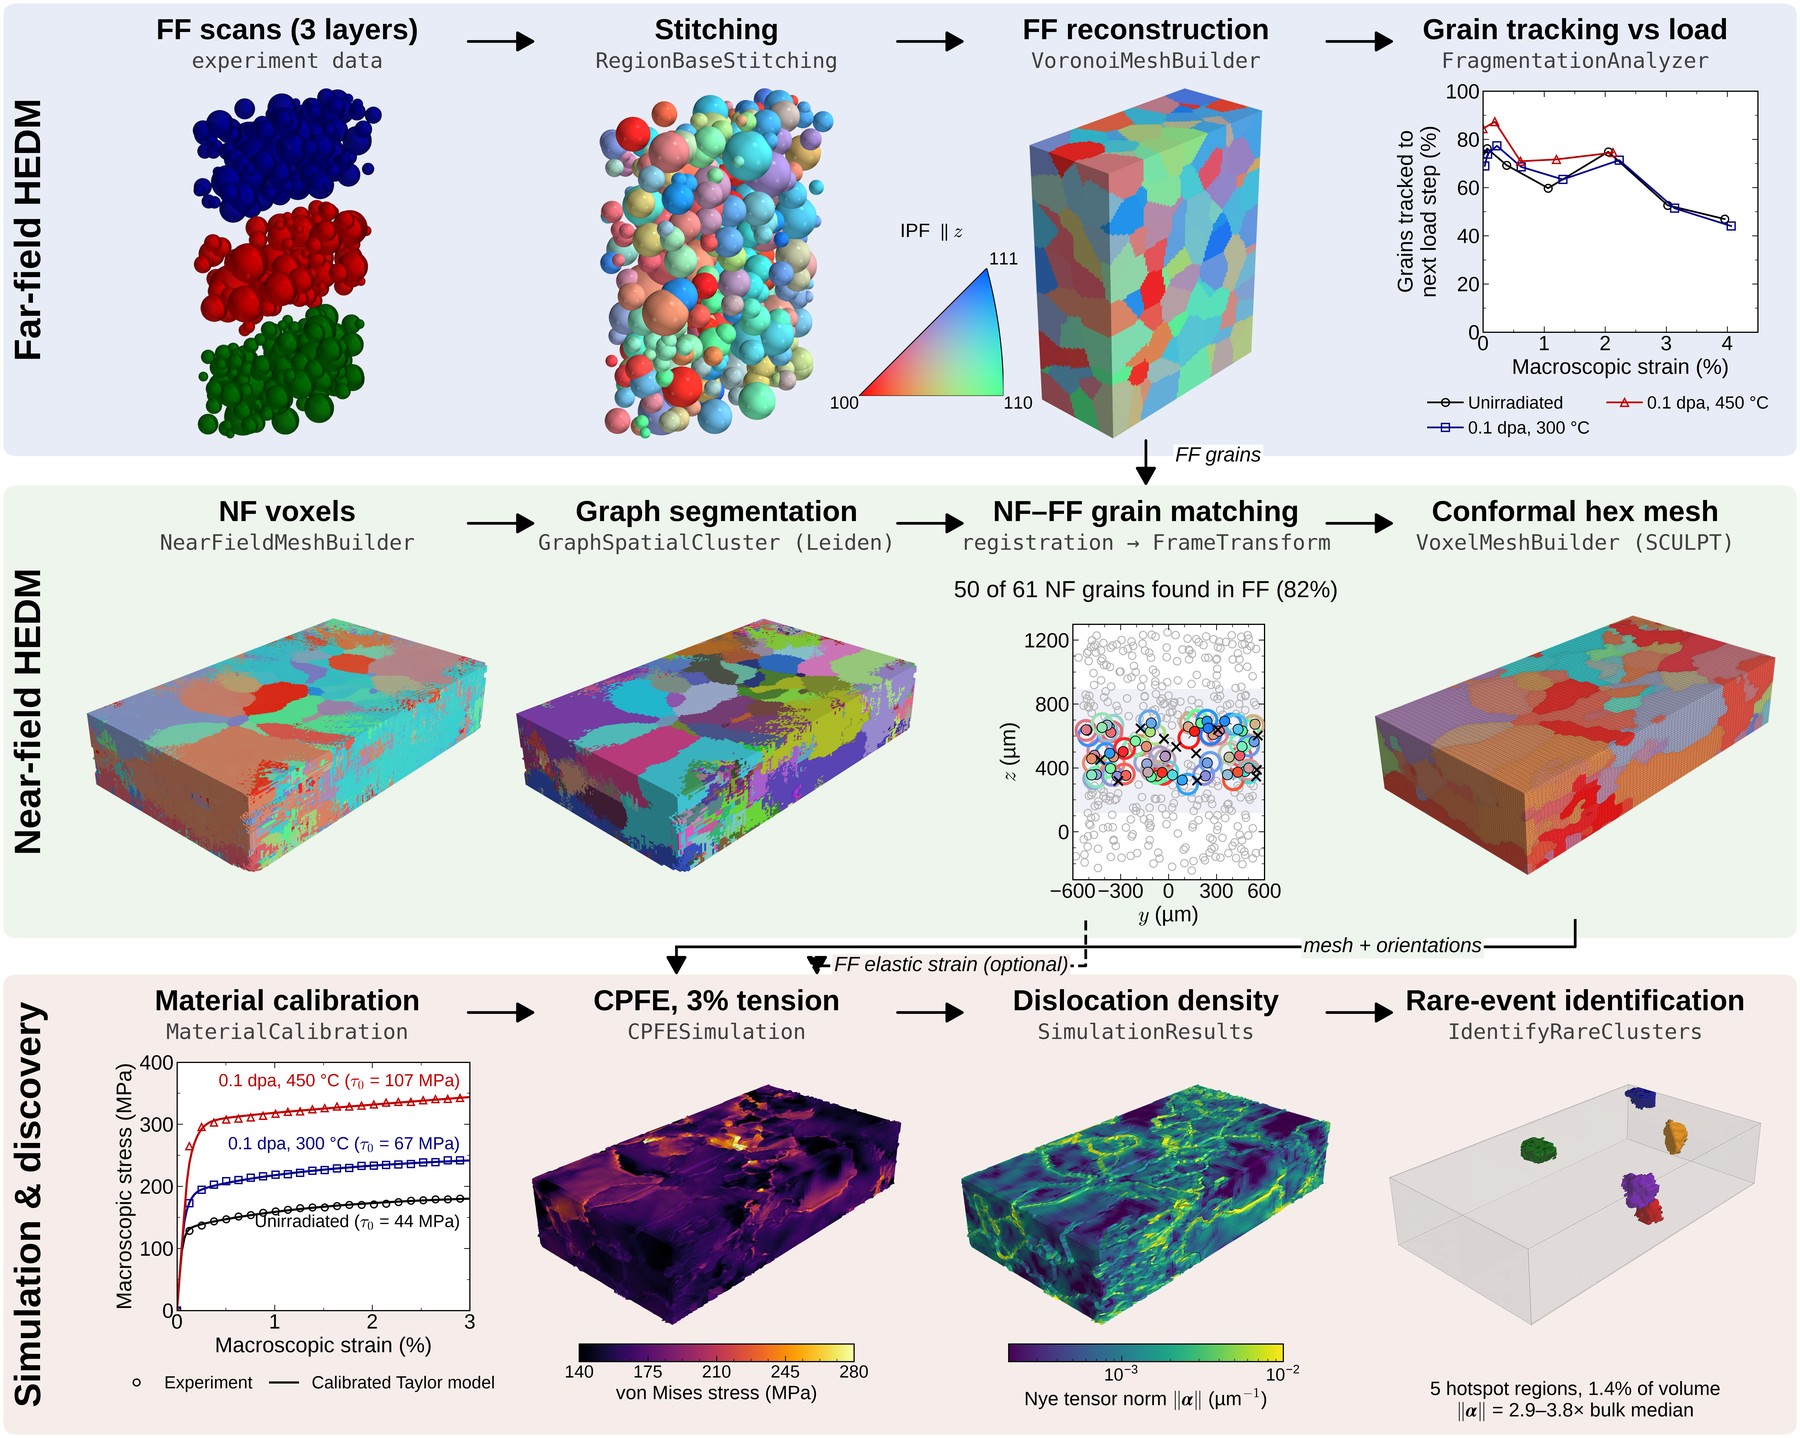 Far-field HEDM
FF scans (3 layers)
experiment data
Stitching
RegionBaseStitching
FF reconstruction
VoronoiMeshBuilder
Grain tracking vs load
FragmentationAnalyzer
IPF ∥ z
111
100
110
Grains tracked to
next load step (%)
100
80
60
40
20
0
0 1 2 3 4
Macroscopic strain (%)
Unirradiated
0.1 dpa, 450 °C
0.1 dpa, 300 °C
FF grains
Near-field HEDM
NF voxels
NearFieldMeshBuilder
Graph segmentation
GraphSpatialCluster (Leiden)
NF–FF grain matching
registration → FrameTransform
Conformal hex mesh
VoxelMeshBuilder (SCULPT)
50 of 61 NF grains found in FF (82%)
z (µm)
1200
800
400
0
−600 −300 0 300 600
y (µm)
mesh + orientations
FF elastic strain (optional)
Simulation & discovery
Material calibration
MaterialCalibration
CPFE, 3% tension
CPFESimulation
Dislocation density
SimulationResults
Rare-event identification
IdentifyRareClusters
Macroscopic stress (MPa)
400
300
200
100
0
0.1 dpa, 450 °C (τ0 = 107 MPa)
0.1 dpa, 300 °C (τ0 = 67 MPa)
Unirradiated (τ0 = 44 MPa)
0 1 2 3
Macroscopic strain (%)
Experiment
Calibrated Taylor model
140 175 210 245 280
von Mises stress (MPa)
10⁻³ 10⁻²
Nye tensor norm ‖α‖ (µm⁻¹)
5 hotspot regions, 1.4% of volume
‖α‖ = 2.9–3.8× bulk median